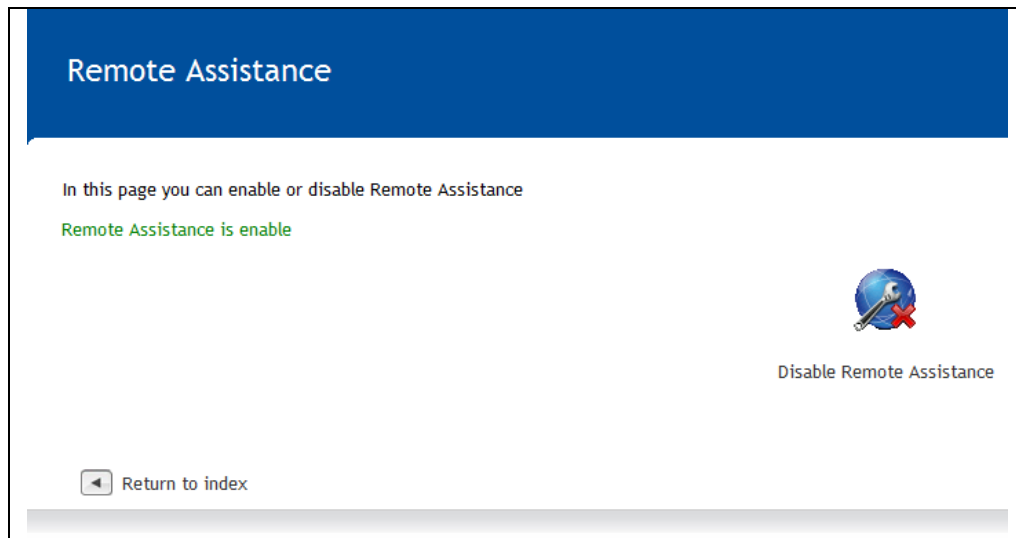 Remote Assistance
In this page you can enable or disable Remote Assistance
Remote Assistance is enable
Disable Remote Assistance
Return to index